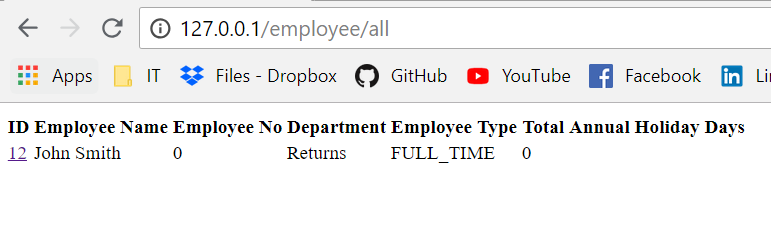 127.0.0.1/employee/all
Apps IT Files - Dropbox GitHub YouTube Facebook in Li
ID Employee Name Employee No Department Employee Type Total Annual Holiday Days
12 John Smith 0 Returns FULL_TIME 0